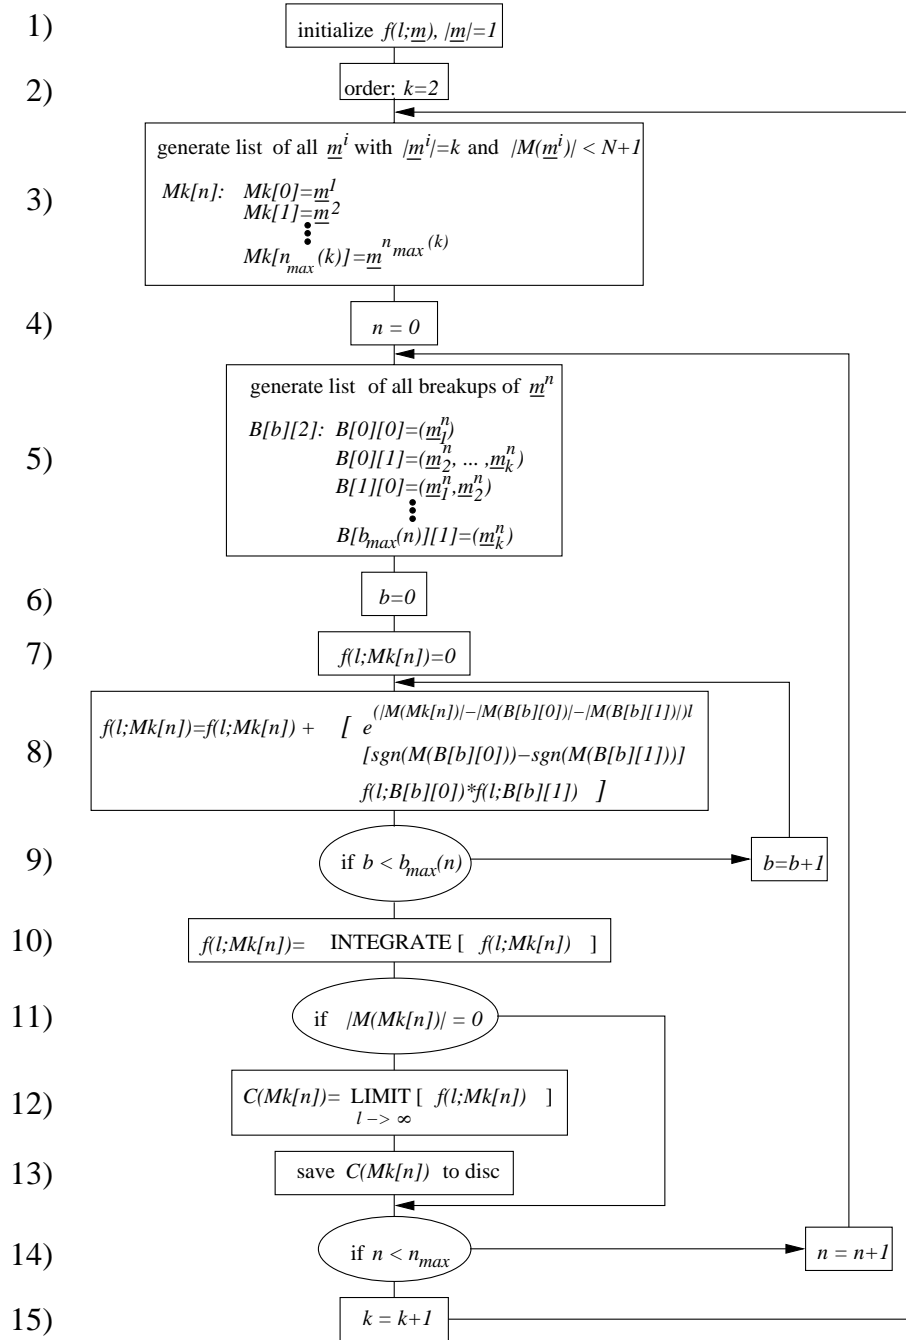 1) initialize f(l;m), |m|=1
2) order: k=2
generate list of all m^i with |m^i|=k and |M(m^i)| < N+1
3) Mk[n]: Mk[0]=m^1
Mk[1]=m^2
Mk[n_max(k)]=m^{n_max(k)}
4) n = 0
generate list of all breakups of m^n
B[b][2]: B[0][0]=(m_1^n)
5) B[0][1]=(m_2^n, ... ,m_k^n)
B[1][0]=(m_1^n,m_2^n)
B[b_max(n)][1]=(m_k^n)
6) b=0
7) f(l;Mk[n])=0
f(l;Mk[n])=f(l;Mk[n]) + [ e^{(|M(Mk[n])|−|M(B[b][0])|−|M(B[b][1])|)l}
8) [sgn(M(B[b][0]))−sgn(M(B[b][1]))]
f(l;B[b][0])*f(l;B[b][1]) ]
9) if b < b_max(n) b=b+1
10) f(l;Mk[n])= INTEGRATE [ f(l;Mk[n]) ]
11) if |M(Mk[n])| = 0
12) C(Mk[n])= LIMIT [ f(l;Mk[n]) ]
l −> ∞
13) save C(Mk[n]) to disc
14) if n < n_max n = n+1
15) k = k+1